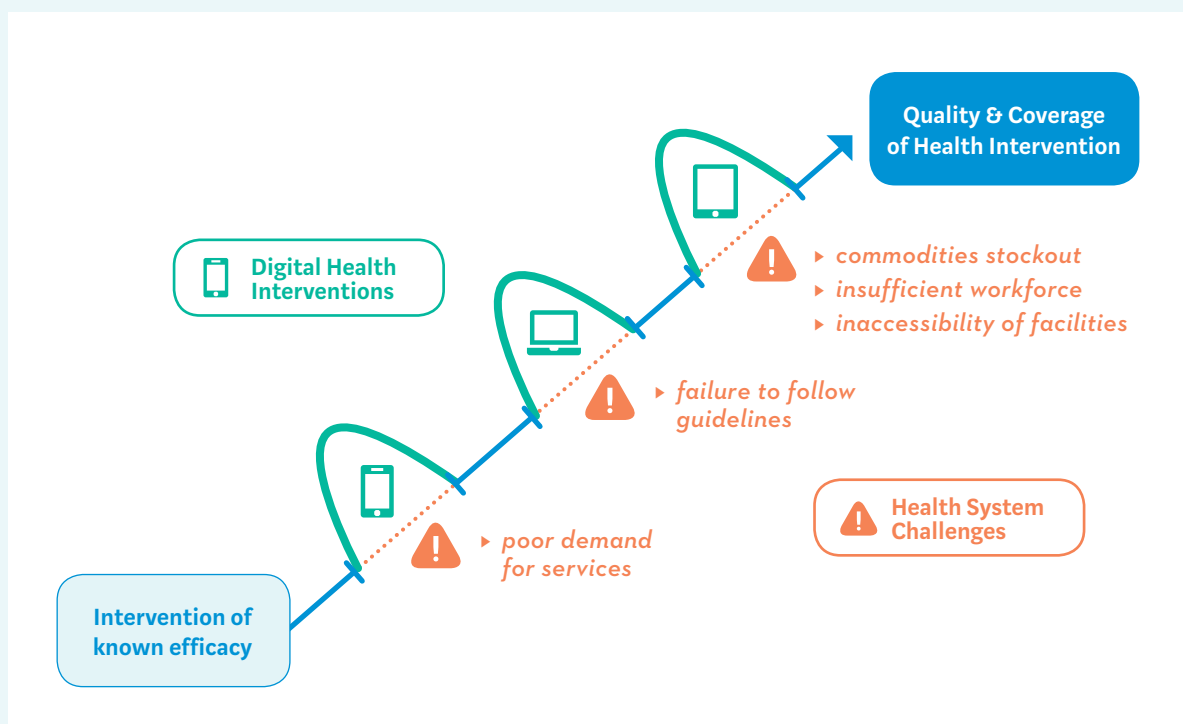 Quality & Coverage
of Health Intervention
Digital Health
Interventions
commodities stockout
insufficient workforce
inaccessibility of facilities
failure to follow
guidelines
Health System
Challenges
poor demand
for services
Intervention of
known efficacy